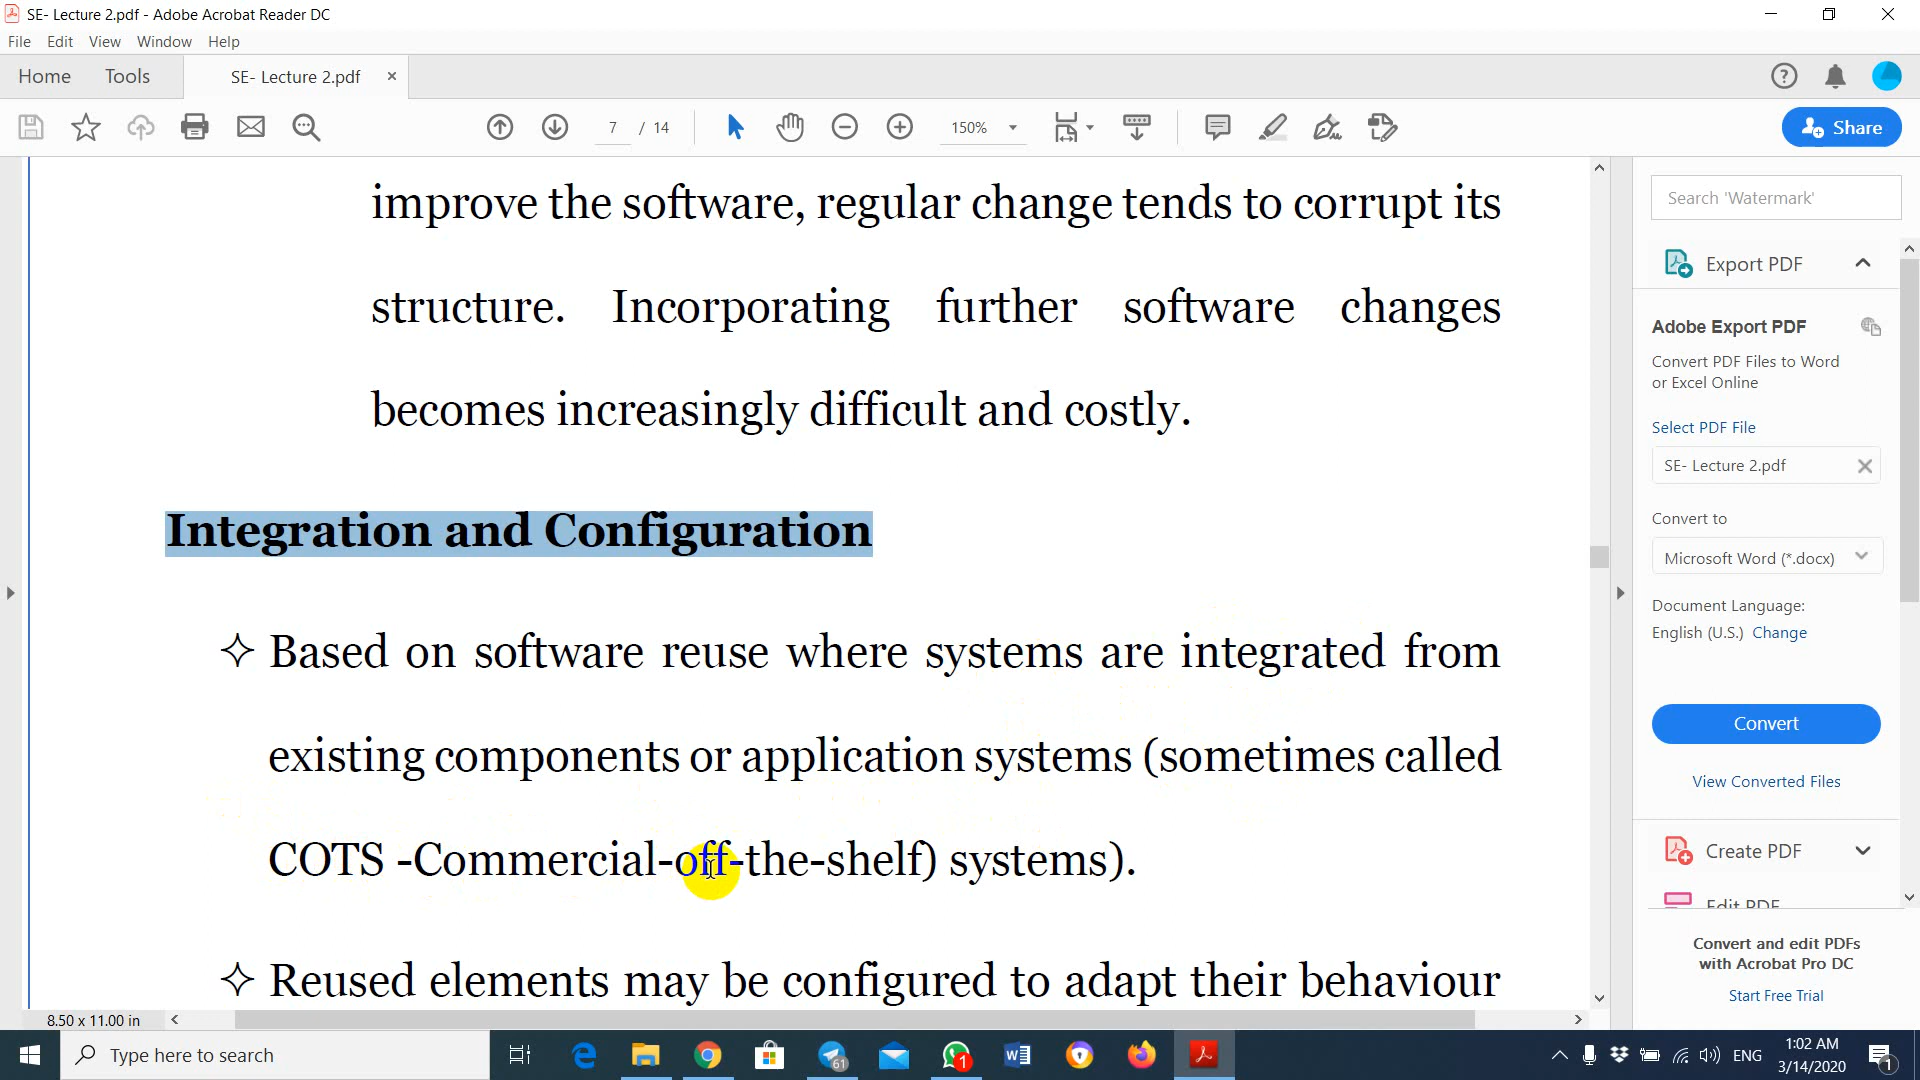 SE- Lecture 2.pdf - Adobe Acrobat Reader DC
File Edit View Window Help
Home Tools SE- Lecture 2.pdf
7 / 14 150% Share
improve the software, regular change tends to corrupt its
structure. Incorporating further software changes
becomes increasingly difficult and costly.
Integration and Configuration
Based on software reuse where systems are integrated from
existing components or application systems (sometimes called
COTS -Commercial-off-the-shelf) systems).
Reused elements may be configured to adapt their behaviour
8.50 x 11.00 in
Search 'Watermark'
Export PDF
Adobe Export PDF
Convert PDF Files to Word
or Excel Online
Select PDF File
SE- Lecture 2.pdf
Convert to
Microsoft Word (*.docx)
Document Language:
English (U.S.) Change
Convert
View Converted Files
Create PDF
Edit PDF
Convert and edit PDFs
with Acrobat Pro DC
Start Free Trial
Type here to search
61
1
ENG
1:02 AM
3/14/2020
1